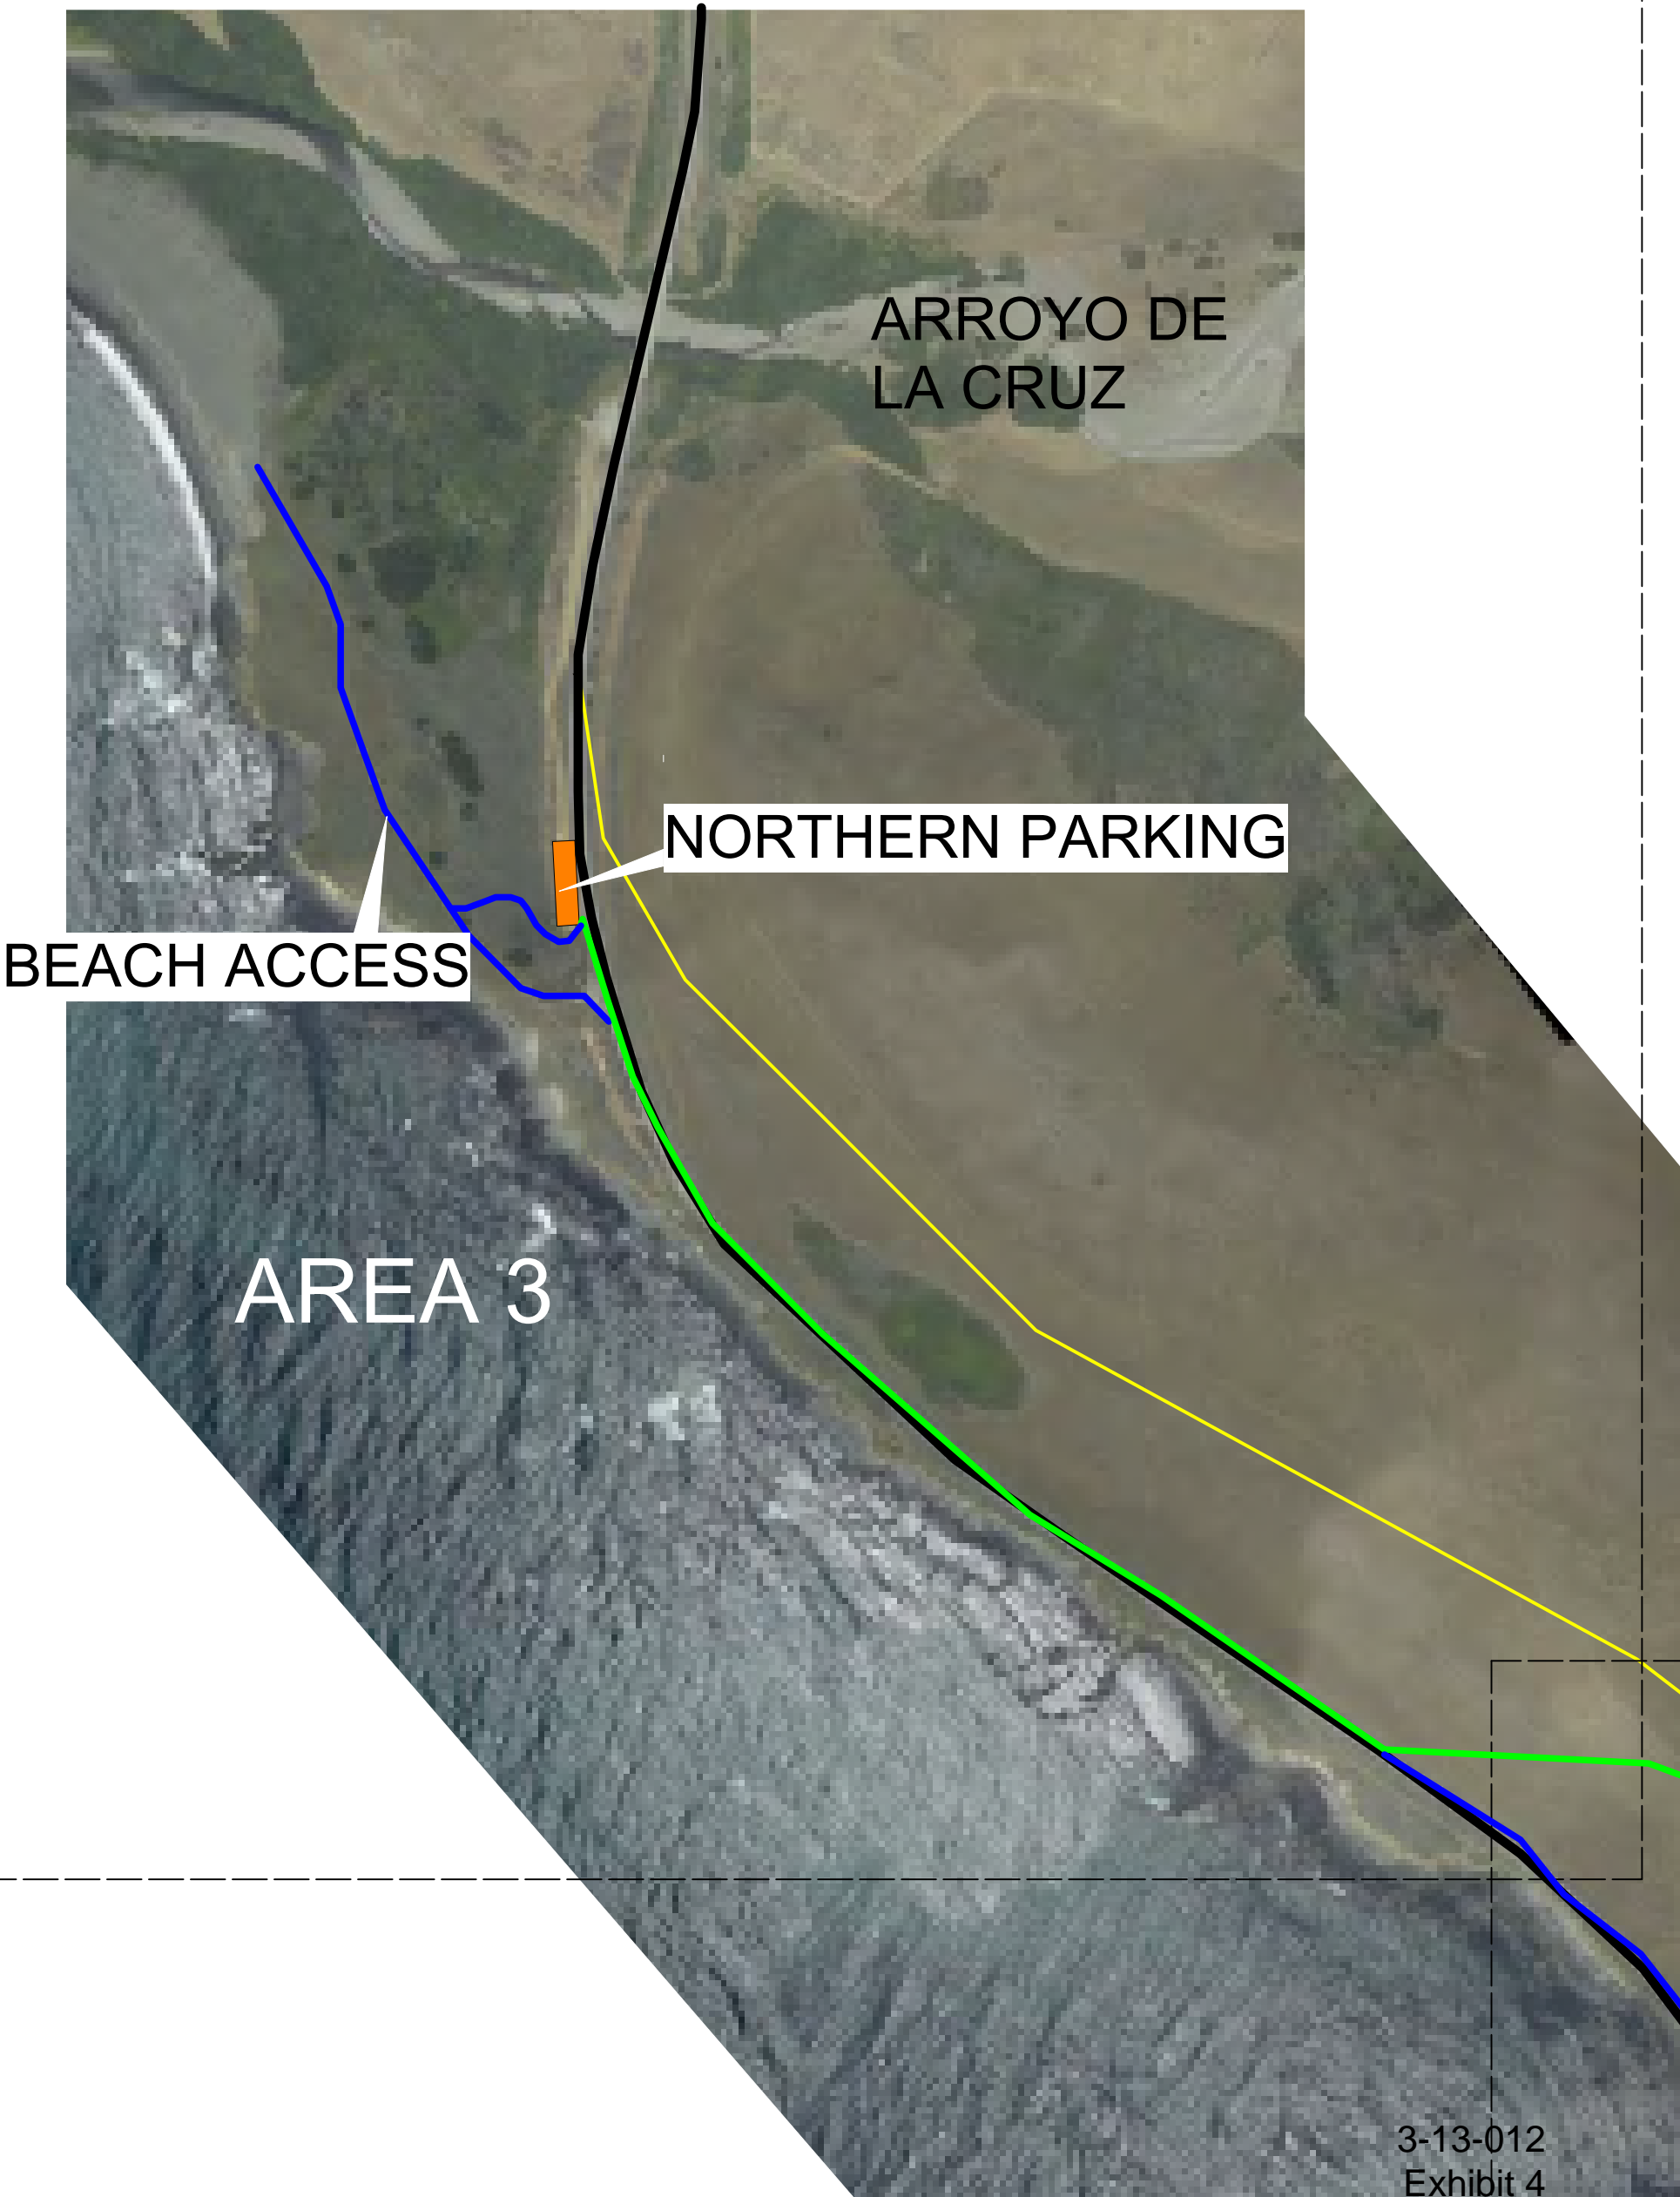 ARROYO DE
LA CRUZ
NORTHERN PARKING
BEACH ACCESS
AREA 3
3-13-012
Exhibit 4